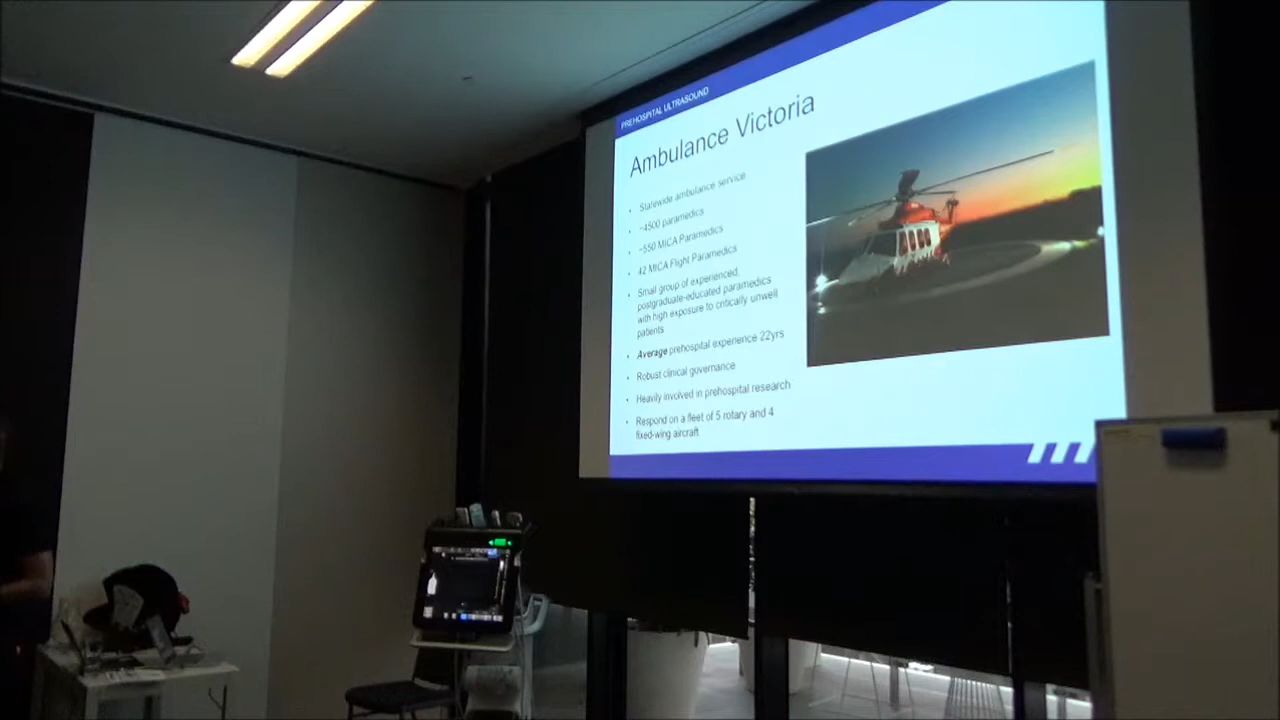 PREHOSPITAL ULTRASOUND
Ambulance Victoria
• Statewide ambulance service
• ~4500 paramedics
• ~550 MICA Paramedics
• 42 MICA Flight Paramedics
• Small group of experienced,
postgraduate-educated paramedics
with high exposure to critically unwell
patients
• Average prehospital experience 22yrs
• Robust clinical governance
• Heavily involved in prehospital research
• Respond on a fleet of 5 rotary and 4
fixed-wing aircraft